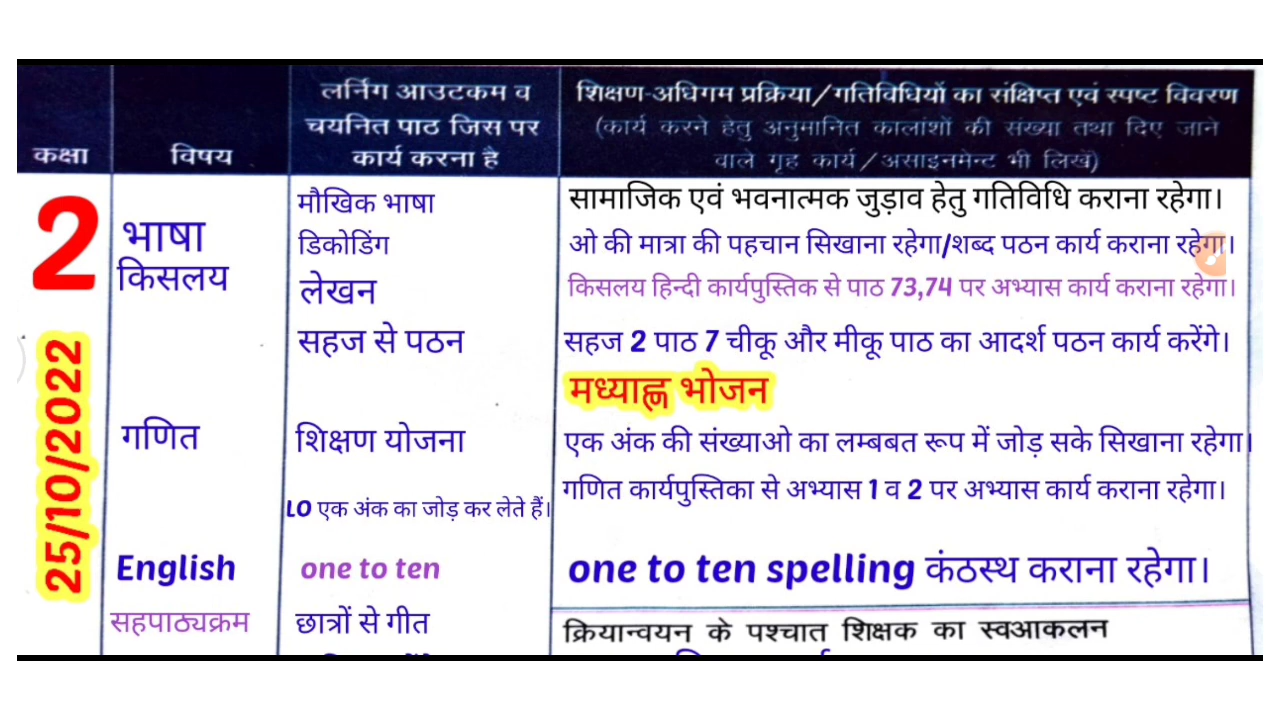 कक्षा
विषय
लर्निंग आउटकम व
चयनित पाठ जिस पर
कार्य करना है
शिक्षण-अधिगम प्रक्रिया/गतिविधियों का संक्षिप्त एवं स्पष्ट विवरण
(कार्य करने हेतु अनुमानित कालांशों की संख्या तथा दिए जाने
वाले गृह कार्य/असाइनमेन्ट भी लिखें)
2
25/10/2022
भाषा
किसलय
मौखिक भाषा
सामाजिक एवं भवनात्मक जुड़ाव हेतु गतिविधि कराना रहेगा।
डिकोडिंग
ओ की मात्रा की पहचान सिखाना रहेगा/शब्द पठन कार्य कराना रहेगा।
लेखन
किसलय हिन्दी कार्यपुस्तिक से पाठ 73,74 पर अभ्यास कार्य कराना रहेगा।
सहज से पठन
सहज 2 पाठ 7 चीकू और मीकू पाठ का आदर्श पठन कार्य करेंगे।
मध्याह्न भोजन
गणित
शिक्षण योजना
एक अंक की संख्याओ का लम्बबत रूप में जोड़ सके सिखाना रहेगा।
LO एक अंक का जोड़ कर लेते हैं।
गणित कार्यपुस्तिका से अभ्यास 1 व 2 पर अभ्यास कार्य कराना रहेगा।
English
one to ten
one to ten spelling कंठस्थ कराना रहेगा।
सहपाठ्यक्रम
छात्रों से गीत
क्रियान्वयन के पश्चात शिक्षक का स्वआकलन